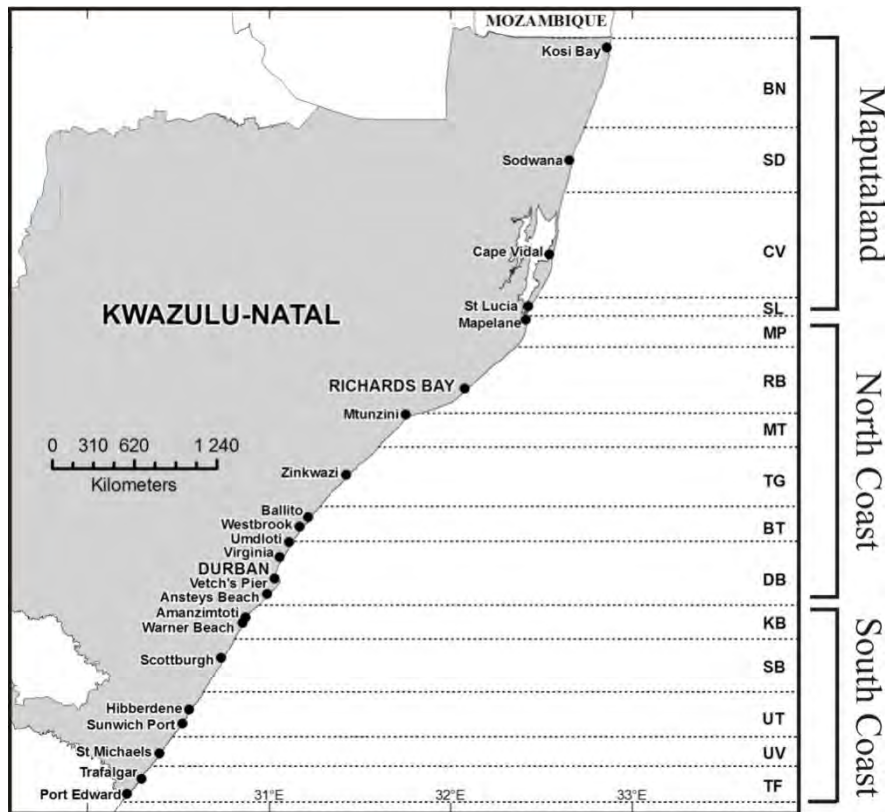 MOZAMBIQUE
Kosi Bay
BN
Sodwana
SD
Cape Vidal
CV
Maputaland
KWAZULU-NATAL
St Lucia
SL
Mapelane
MP
RICHARDS BAY
RB
Mtunzini
MT
North Coast
0 310 620 1 240
Kilometers
Zinkwazi
TG
Ballito
Westbrook
BT
Umdloti
Virginia
DURBAN
Vetch's Pier
DB
Ansteys Beach
Amanzimtoti
Warner Beach
KB
Scottburgh
SB
South Coast
Hibberdene
Sunwich Port
UT
St Michaels
UV
Trafalgar
TF
Port Edward
31°E 32°E 33°E